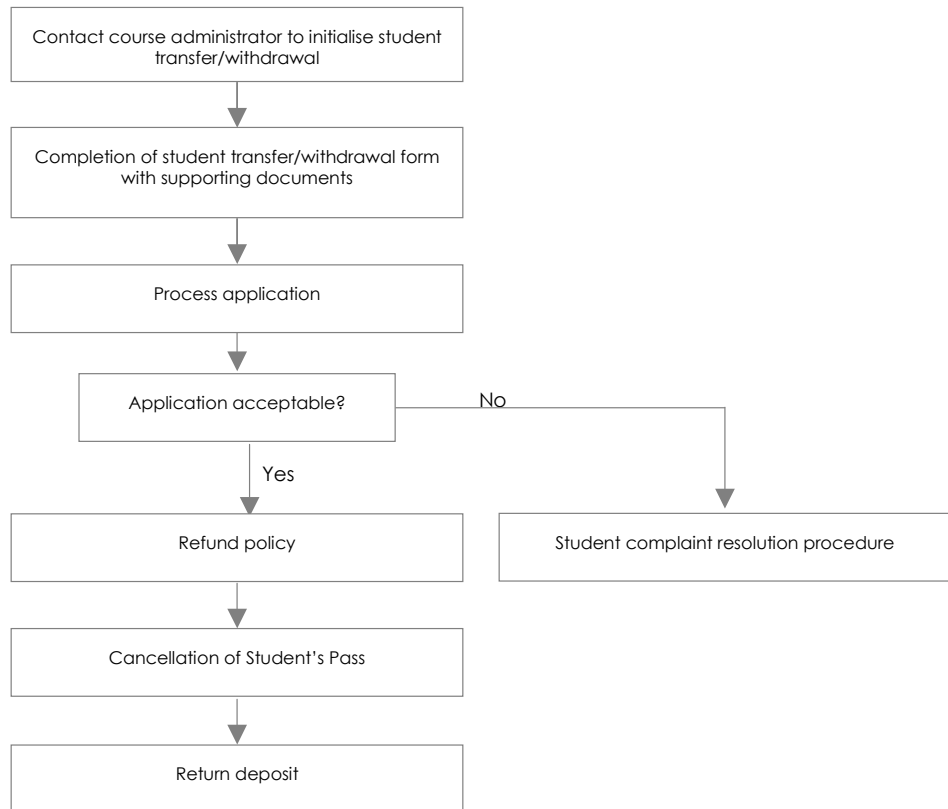 Contact course administrator to initialise student
transfer/withdrawal
Completion of student transfer/withdrawal form
with supporting documents
Process application
Application acceptable?
No
Yes
Refund policy
Student complaint resolution procedure
Cancellation of Student’s Pass
Return deposit